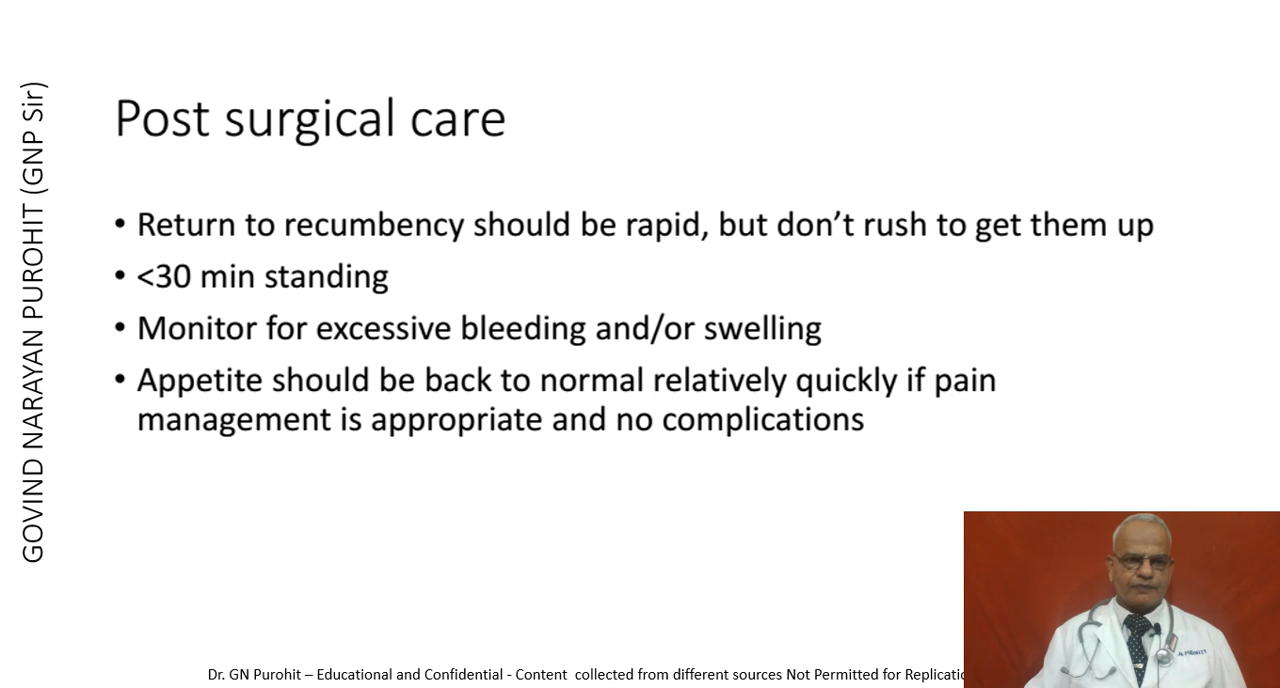 GOVIND NARAYAN PUROHIT (GNP Sir)
Post surgical care
• Return to recumbency should be rapid, but don’t rush to get them up
• <30 min standing
• Monitor for excessive bleeding and/or swelling
• Appetite should be back to normal relatively quickly if pain
management is appropriate and no complications
Dr. GN Purohit – Educational and Confidential - Content collected from different sources Not Permitted for